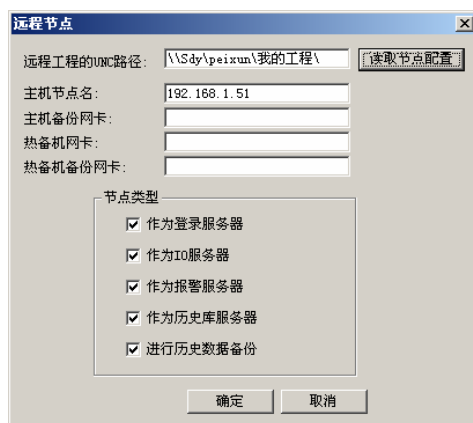 远程节点
远程工程的UNC路径: \\Sdy\peixun\我的工程\ 读取节点配置
主机节点名: 192.168.1.51
主机备份网卡:
热备机网卡:
热备机备份网卡:
节点类型
作为登录服务器
作为IO服务器
作为报警服务器
作为历史库服务器
进行历史数据备份
确定 取消